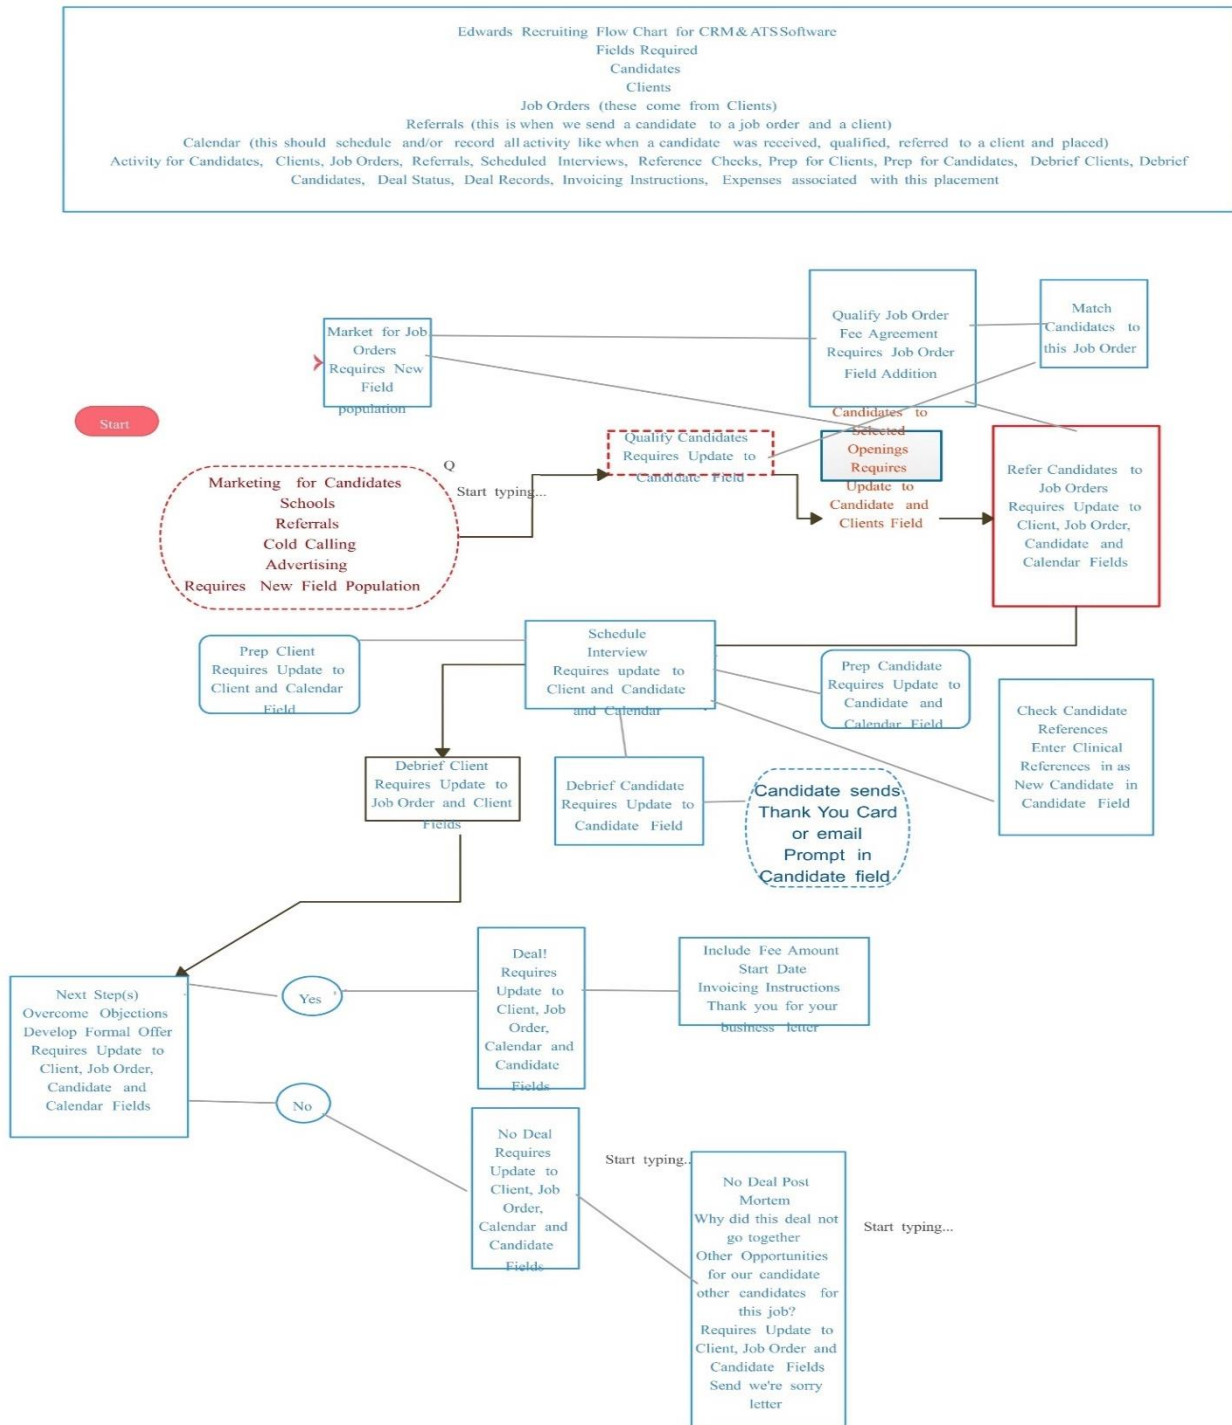 Edwards Recruiting Flow Chart for CRM & ATS Software
Fields Required
Candidates
Clients
Job Orders (these come from Clients)
Referrals (this is when we send a candidate to a job order and a client)
Calendar (this should schedule and/or record all activity like when a candidate was received, qualified, referred to a client and placed)
Activity for Candidates, Clients, Job Orders, Referrals, Scheduled Interviews, Reference Checks, Prep for Clients, Prep for Candidates, Debrief Clients, Debrief
Candidates, Deal Status, Deal Records, Invoicing Instructions, Expenses associated with this placement
Market for Job
Orders
Requires New
Field
population
Qualify Job Order
Fee Agreement
Requires Job Order
Field Addition
Match
Candidates to
this Job Order
Start
Marketing for Candidates
Schools
Referrals
Cold Calling
Advertising
Requires New Field Population
Q
Start typing...
Qualify Candidates
Requires Update to
Candidate Field
Candidates to
Selected
Openings
Requires
Update to
Candidate and
Clients Field
Refer Candidates to
Job Orders
Requires Update to
Client, Job Order,
Candidate and
Calendar Fields
Prep Client
Requires Update to
Client and Calendar
Field
Schedule
Interview
Requires update to
Client and Candidate
and Calendar
Prep Candidate
Requires Update to
Candidate and
Calendar Field
Check Candidate
References
Enter Clinical
References in as
New Candidate in
Candidate Field
Debrief Client
Requires Update to
Job Order and Client
Fields
Debrief Candidate
Requires Update to
Candidate Field
Candidate sends
Thank You Card
or email
Prompt in
Candidate field
Next Step(s)
Overcome Objections
Develop Formal Offer
Requires Update to
Client, Job Order,
Candidate and
Calendar Fields
Yes
Deal!
Requires
Update to
Client, Job
Order,
Calendar and
Candidate
Fields
Include Fee Amount
Start Date
Invoicing Instructions
Thank you for your
business letter
No
No Deal
Requires
Update to
Client, Job
Order,
Calendar and
Candidate
Fields
Start typing...
No Deal Post
Mortem
Why did this deal not
go together
Other Opportunities
for our candidate
other candidates for
this job?
Requires Update to
Client, Job Order and
Candidate Fields
Send we're sorry
letter
Start typing...